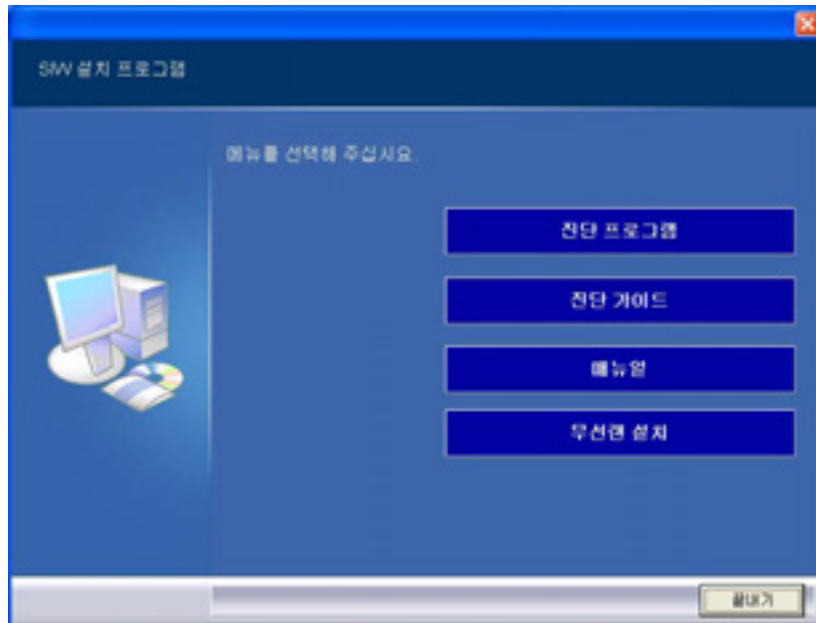 S/W 설치 프로그램
메뉴를 선택해 주십시요.
진단 프로그램
진단 가이드
매뉴얼
무선랜 설치
끝내기